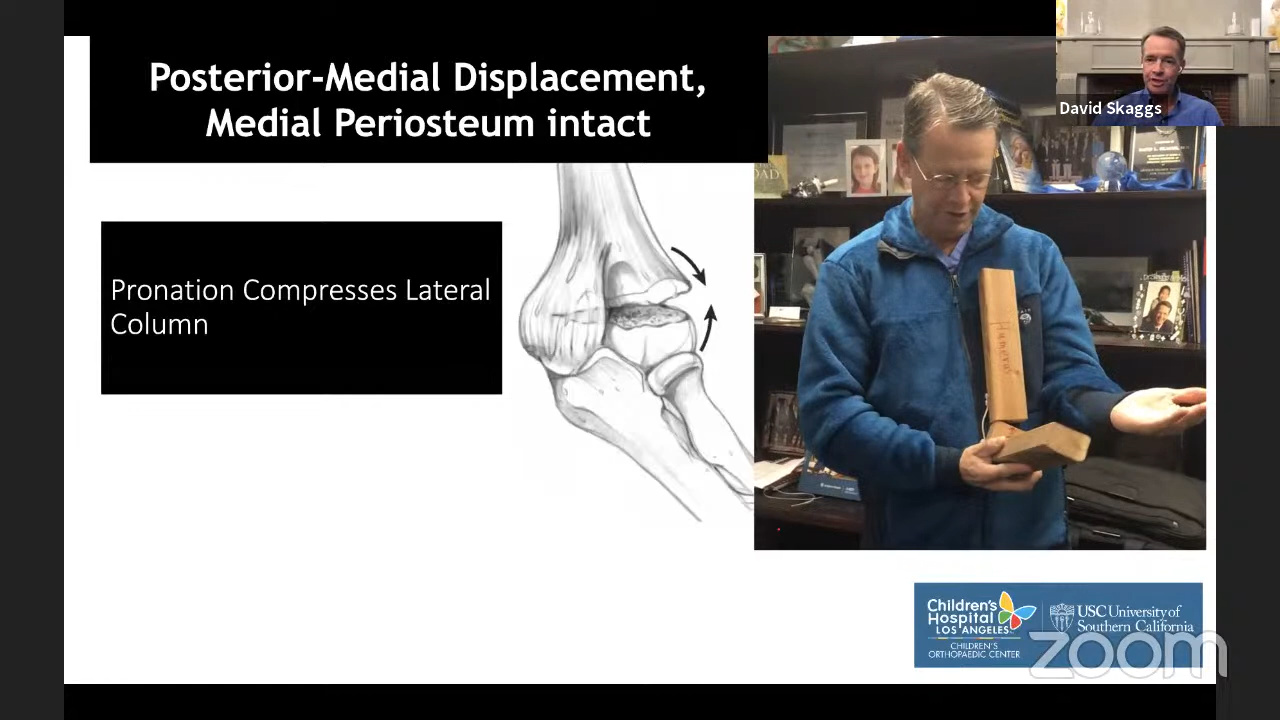 Posterior-Medial Displacement,
Medial Periosteum intact
David Skaggs
Pronation Compresses Lateral
Column
Humerus
Children's
Hospital
LOS ANGELES
CHILDREN'S
ORTHOPAEDIC CENTER
USC University of
Southern California
zoom